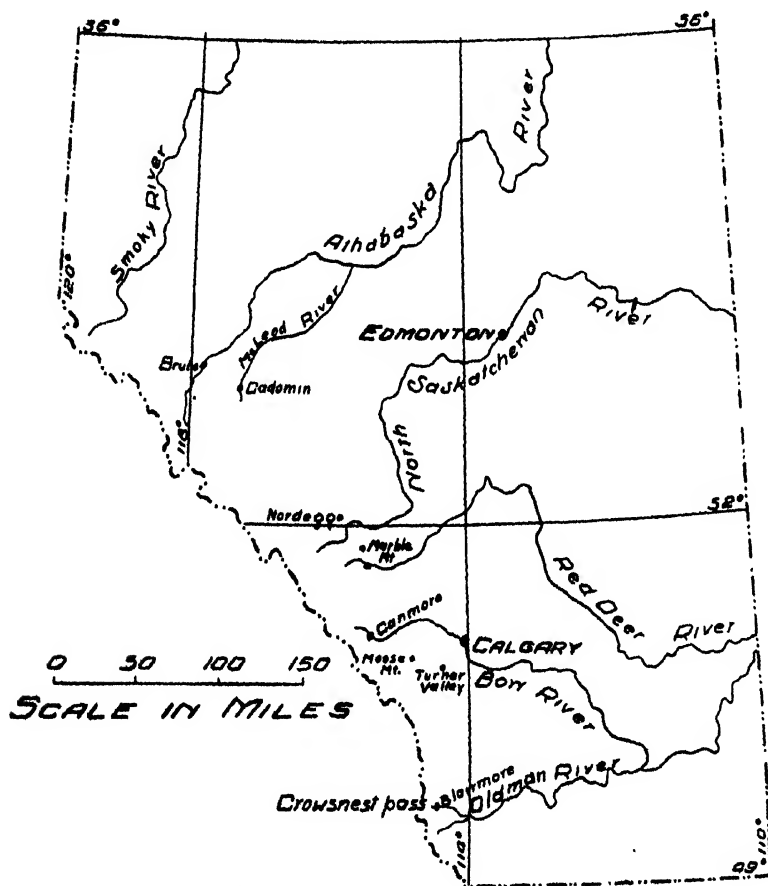 56°
56°
Smoky River
120°
Athabaska
River
McLeod River
Brule
Cadomin
118°
EDMONTON
Saskatchewan
River
North
Nordegg
52°
Marble
Mt
Red Deer
River
Canmore
CALGARY
Moose
Mt.
Turner
Valley
Bow River
0 50 100 150
SCALE IN MILES
Blairmore
Crowsnest pass
Oldman River
114°
49°
110°